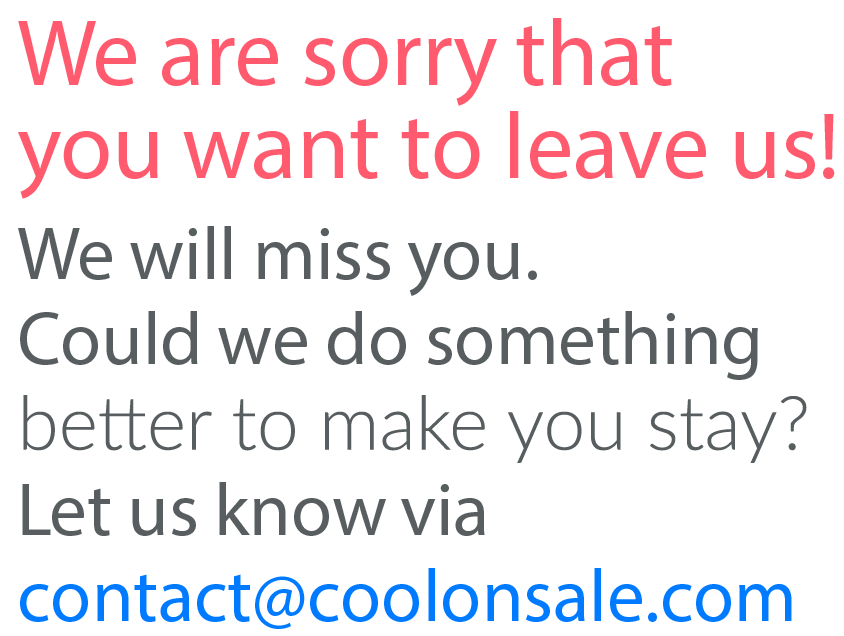 We are sorry that
you want to leave us!
We will miss you.
Could we do something
better to make you stay?
Let us know via
contact@coolonsale.com